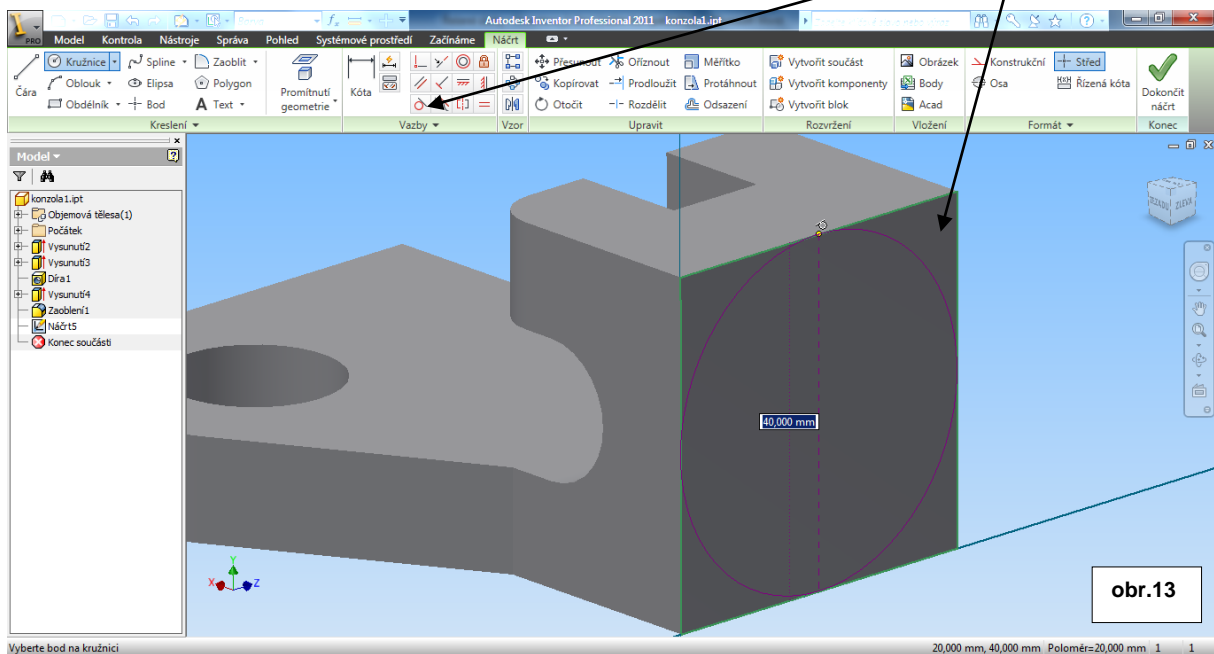 Autodesk Inventor Professional 2011 konzola1.ipt
PRO
Model Kontrola Nástroje Správa Pohled Systémové prostředí Začínáme Náčrt
Kružnice Spline Zaoblit Přesunout Oříznout Měřítko Vytvořit součást Obrázek Konstrukční Střed
Čára Oblouk Elipsa Polygon Promítnutí geometrie Kóta Kopírovat Prodloužit Protáhnout Vytvořit komponenty Body Osa Řízená kóta Dokončit náčrt
Obdélník Bod A Text Otočit Rozdělit Odsazení Vytvořit blok Acad
Kreslení Vazby Vzor Upravit Rozvržení Vložení Formát Konec
Model
konzola1.ipt
Objemová tělesa(1)
Počátek
Vysunutí2
Vysunutí3
Díra1
Vysunutí4
Zaoblení1
Náčrt5
Konec součásti
ZLEVA
40,000 mm
Y
X Z
obr.13
Vyberte bod na kružnici 20,000 mm, 40,000 mm Poloměr=20,000 mm 1 1